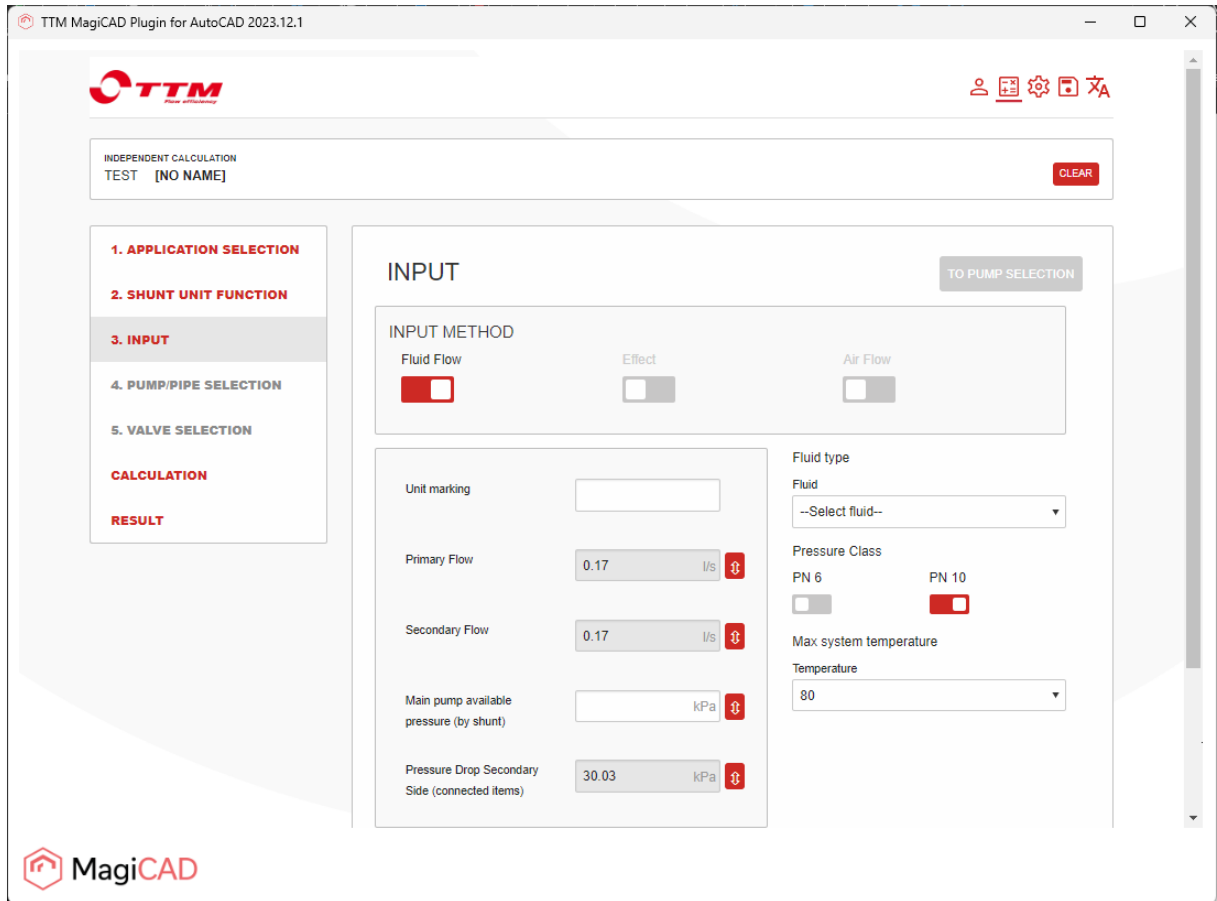 TTM MagiCAD Plugin for AutoCAD 2023.12.1
TTM
Flow efficiency
INDEPENDENT CALCULATION
TEST [NO NAME]
CLEAR
1. APPLICATION SELECTION
2. SHUNT UNIT FUNCTION
3. INPUT
4. PUMP/PIPE SELECTION
5. VALVE SELECTION
CALCULATION
RESULT
INPUT
TO PUMP SELECTION
INPUT METHOD
Fluid Flow
Effect
Air Flow
Unit marking
Primary Flow
0.17 l/s
Secondary Flow
0.17 l/s
Main pump available
pressure (by shunt)
kPa
Pressure Drop Secondary
Side (connected items)
30.03 kPa
Fluid type
Fluid
--Select fluid--
Pressure Class
PN 6
PN 10
Max system temperature
Temperature
80
MagiCAD